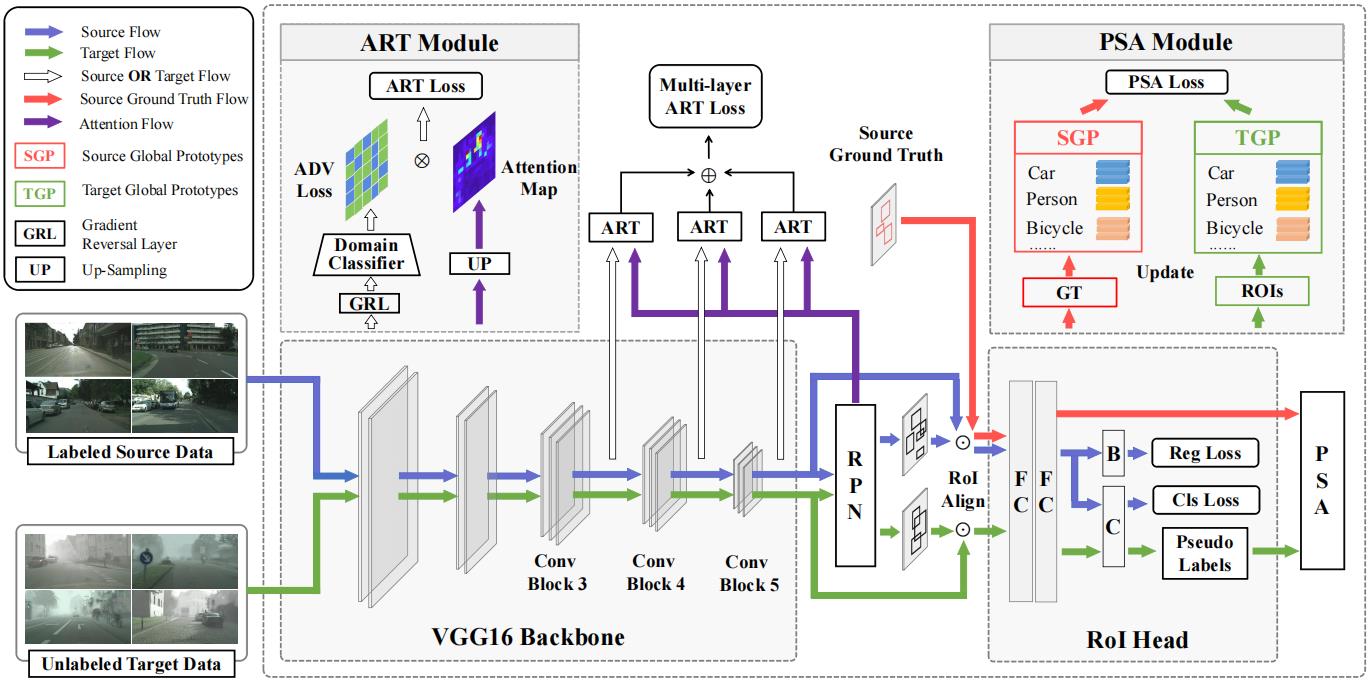 Source Flow
Target Flow
Source OR Target Flow
Source Ground Truth Flow
Attention Flow
SGP Source Global Prototypes
TGP Target Global Prototypes
GRL Gradient
Reversal Layer
UP Up-Sampling
Labeled Source Data
Unlabeled Target Data
ART Module
ART Loss
ADV
Loss
Attention
Map
Domain
Classifier
UP
GRL
Multi-layer
ART Loss
ART
ART
ART
Source
Ground Truth
PSA Module
PSA Loss
SGP
Car
Person
Bicycle
......
GT
Update
TGP
Car
Person
Bicycle
......
ROIs
Conv
Block 3
Conv
Block 4
Conv
Block 5
VGG16 Backbone
R
P
N
RoI
Align
F
C
F
C
B
C
Reg Loss
Cls Loss
Pseudo
Labels
RoI Head
P
S
A